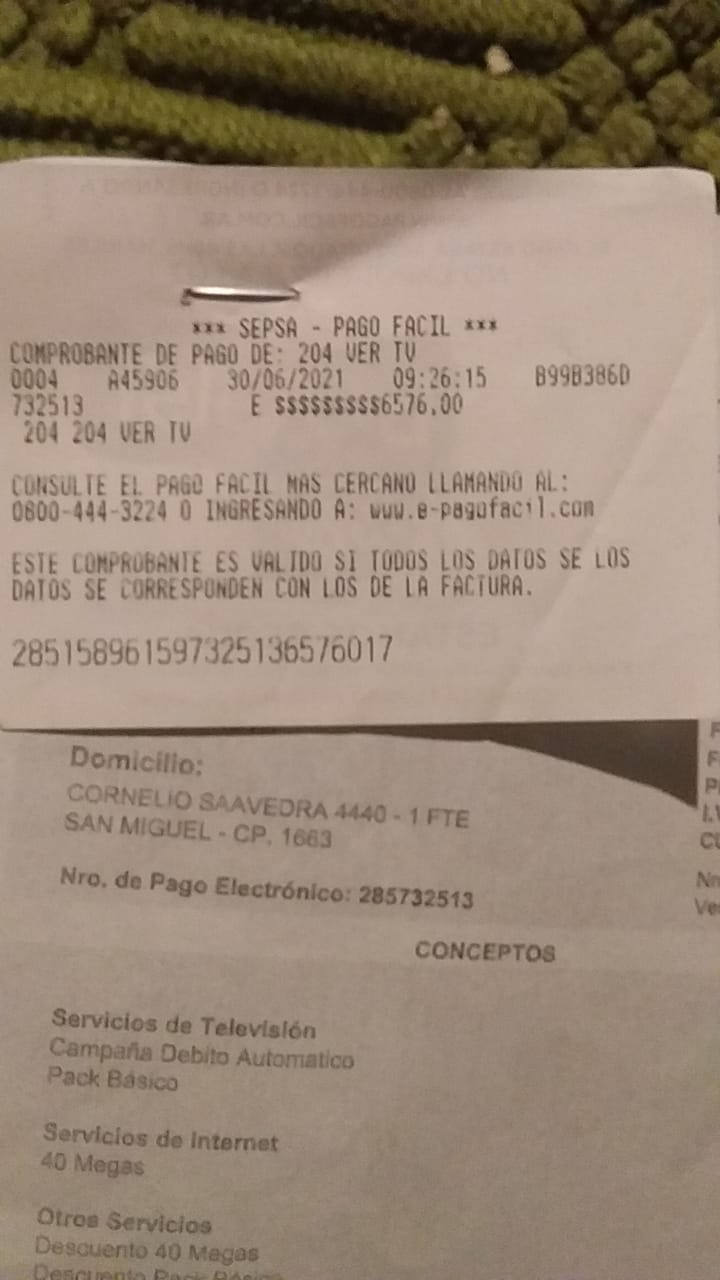 *** SEPSA - PAGO FACIL ***
COMPROBANTE DE PAGO DE: 204 VER TV
0004 A45906 30/06/2021 09:26:15 B99B386D
732513 E $$$$$$$$$6576,00
204 204 VER TV
CONSULTE EL PAGO FACIL MAS CERCANO LLAMANDO AL:
0800-444-3224 O INGRESANDO A: www.e-pagofacil.com
ESTE COMPROBANTE ES VALIDO SI TODOS LOS DATOS SE LOS
DATOS SE CORRESPONDEN CON LOS DE LA FACTURA.
285158961597325136576017
Domicilio:
CORNELIO SAAVEDRA 4440 - 1 FTE
SAN MIGUEL - CP. 1663
Nro. de Pago Electrónico: 285732513
CONCEPTOS
Servicios de Televisión
Campaña Debito Automatico
Pack Básico
Servicios de Internet
40 Megas
Otros Servicios
Descuento 40 Megas
Descuento Pack Básico